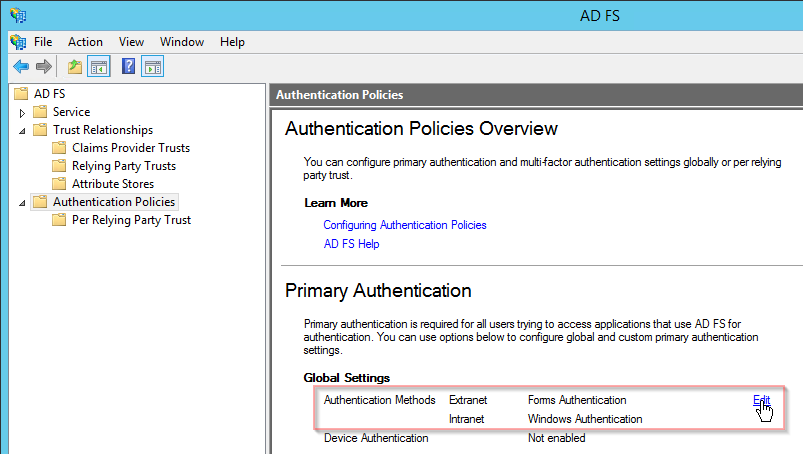 AD FS
File Action View Window Help
AD FS
Service
Trust Relationships
Claims Provider Trusts
Relying Party Trusts
Attribute Stores
Authentication Policies
Per Relying Party Trust
Authentication Policies
Authentication Policies Overview
You can configure primary authentication and multi-factor authentication settings globally or per relying
party trust.
Learn More
Configuring Authentication Policies
AD FS Help
Primary Authentication
Primary authentication is required for all users trying to access applications that use AD FS for
authentication. You can use options below to configure global and custom primary authentication
settings.
Global Settings
Authentication Methods Extranet Forms Authentication Edit
Intranet Windows Authentication
Device Authentication Not enabled